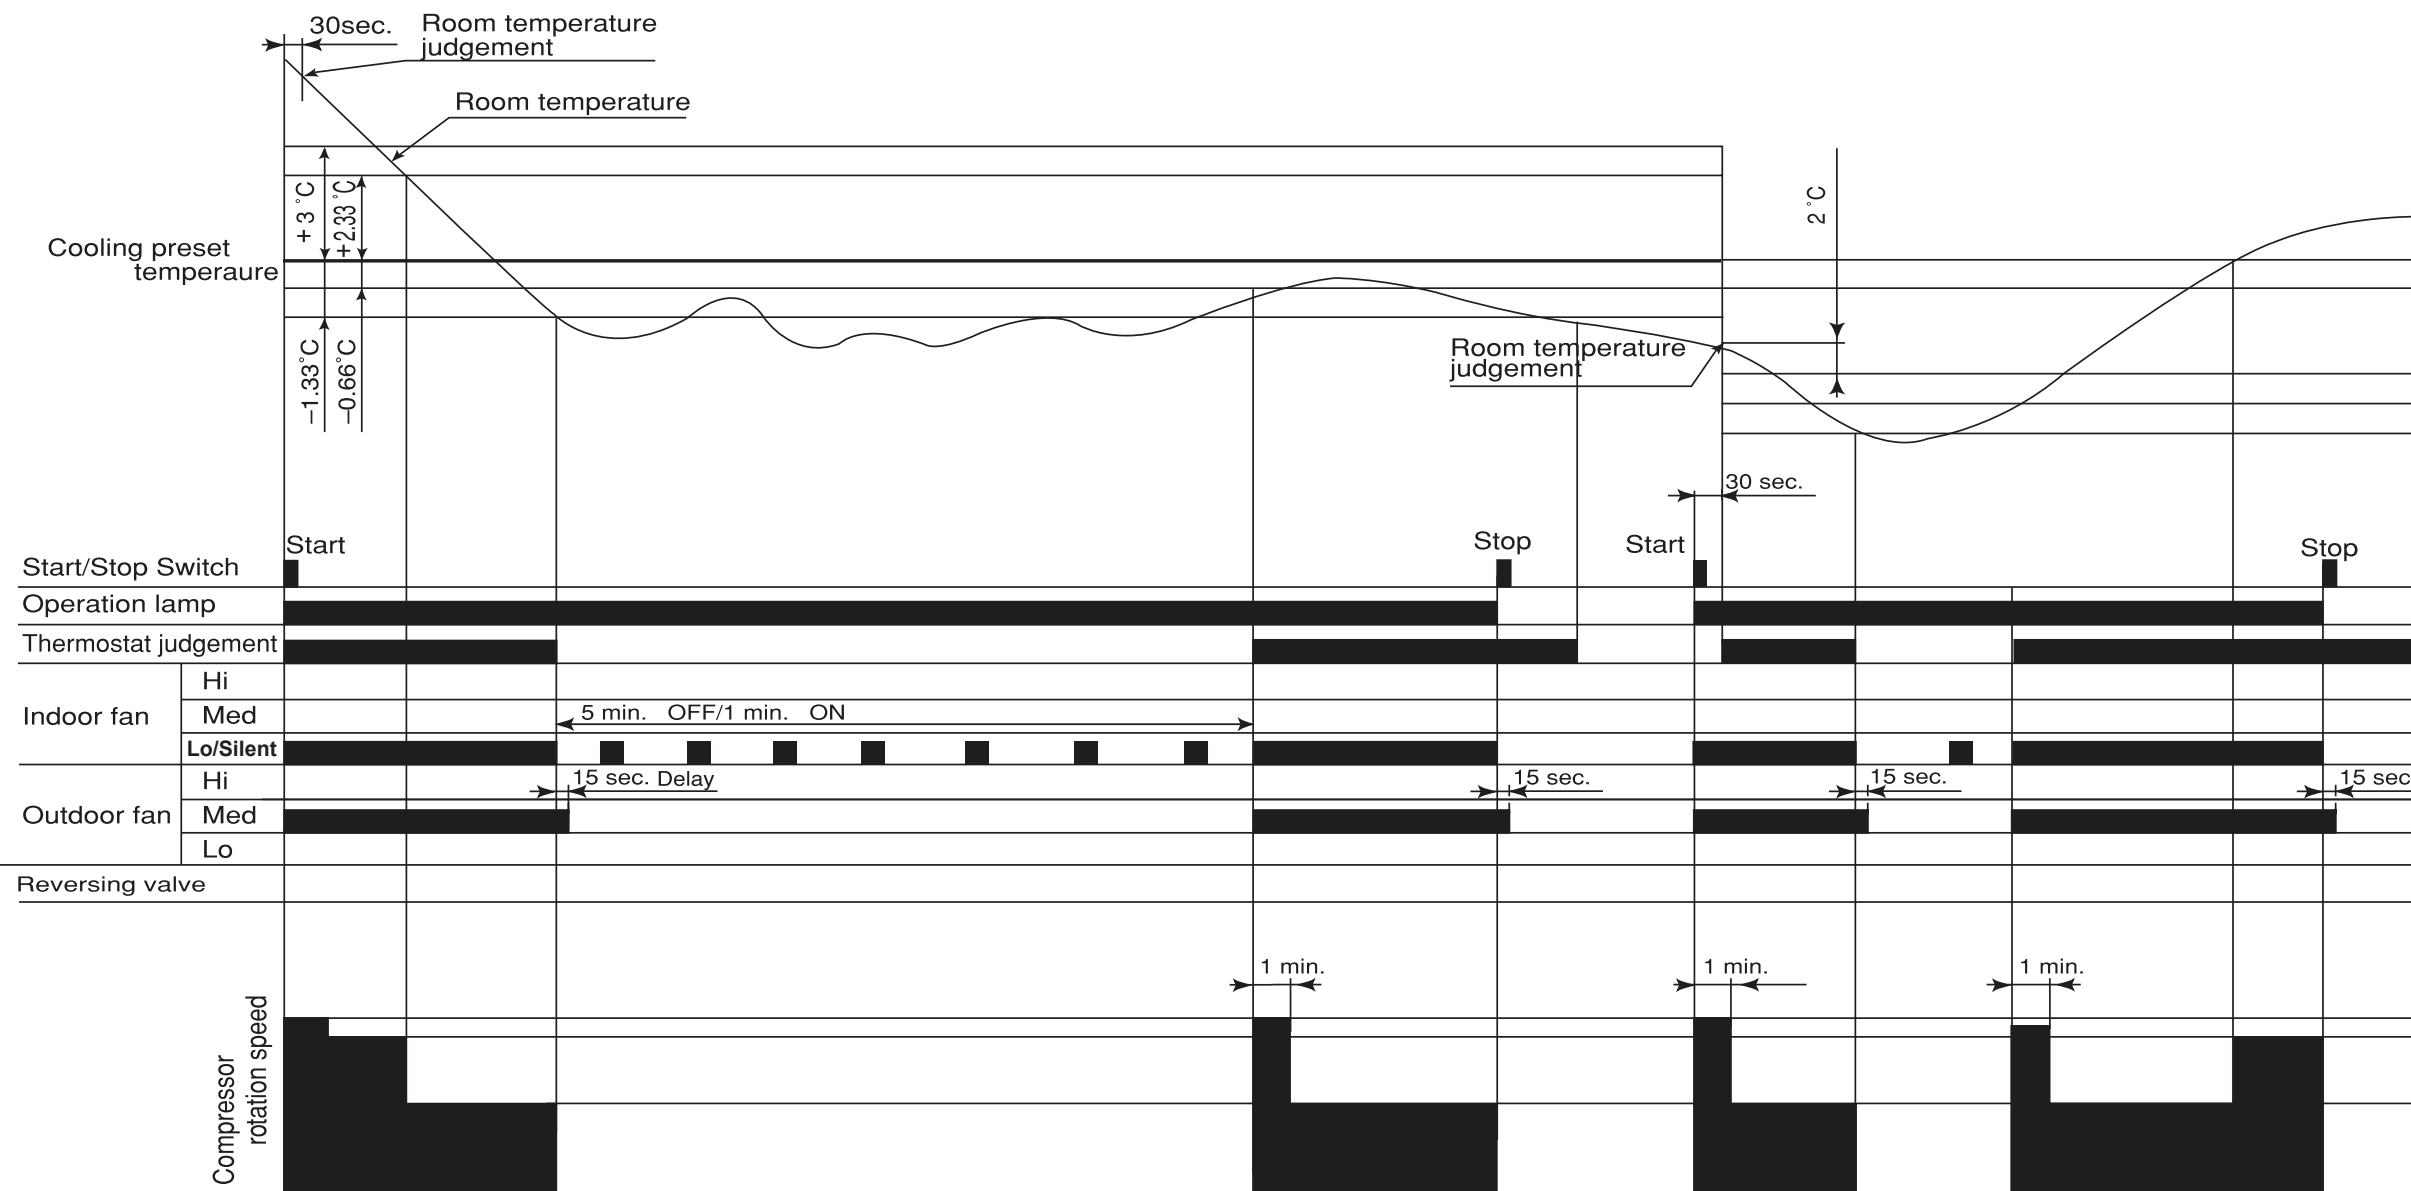 30sec.
Room temperature
judgement
Room temperature
+ 3 °C
+2.33 °C
2 °C
Cooling preset
temperaure
−1.33°C
−0.66°C
Room temperature
judgement
30 sec.
Start
Stop
Start
Stop
Start/Stop Switch
Operation lamp
Thermostat judgement
Hi
Indoor fan
Med
5 min. OFF/1 min. ON
Lo/Silent
Hi
15 sec. Delay
15 sec.
15 sec.
15 sec
Outdoor fan
Med
Lo
Reversing valve
1 min.
1 min.
1 min.
Compressor
rotation speed